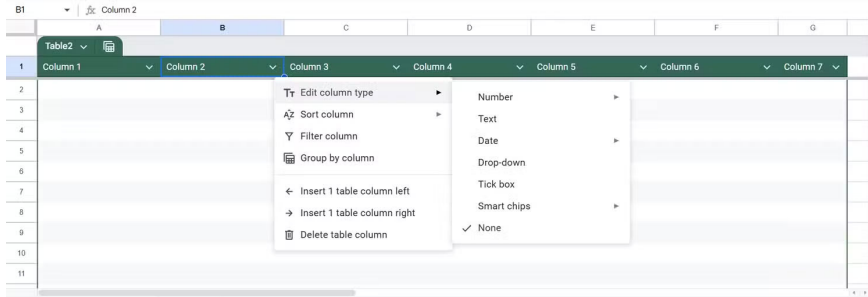 B1 fx Column 2
A B C D E F G
Table2
1 Column 1 Column 2 Column 3 Column 4 Column 5 Column 6 Column 7
2
3
4
5
6
7
8
9
10
11
Edit column type
Sort column
Filter column
Group by column
Insert 1 table column left
Insert 1 table column right
Delete table column
Number
Text
Date
Drop-down
Tick box
Smart chips
None